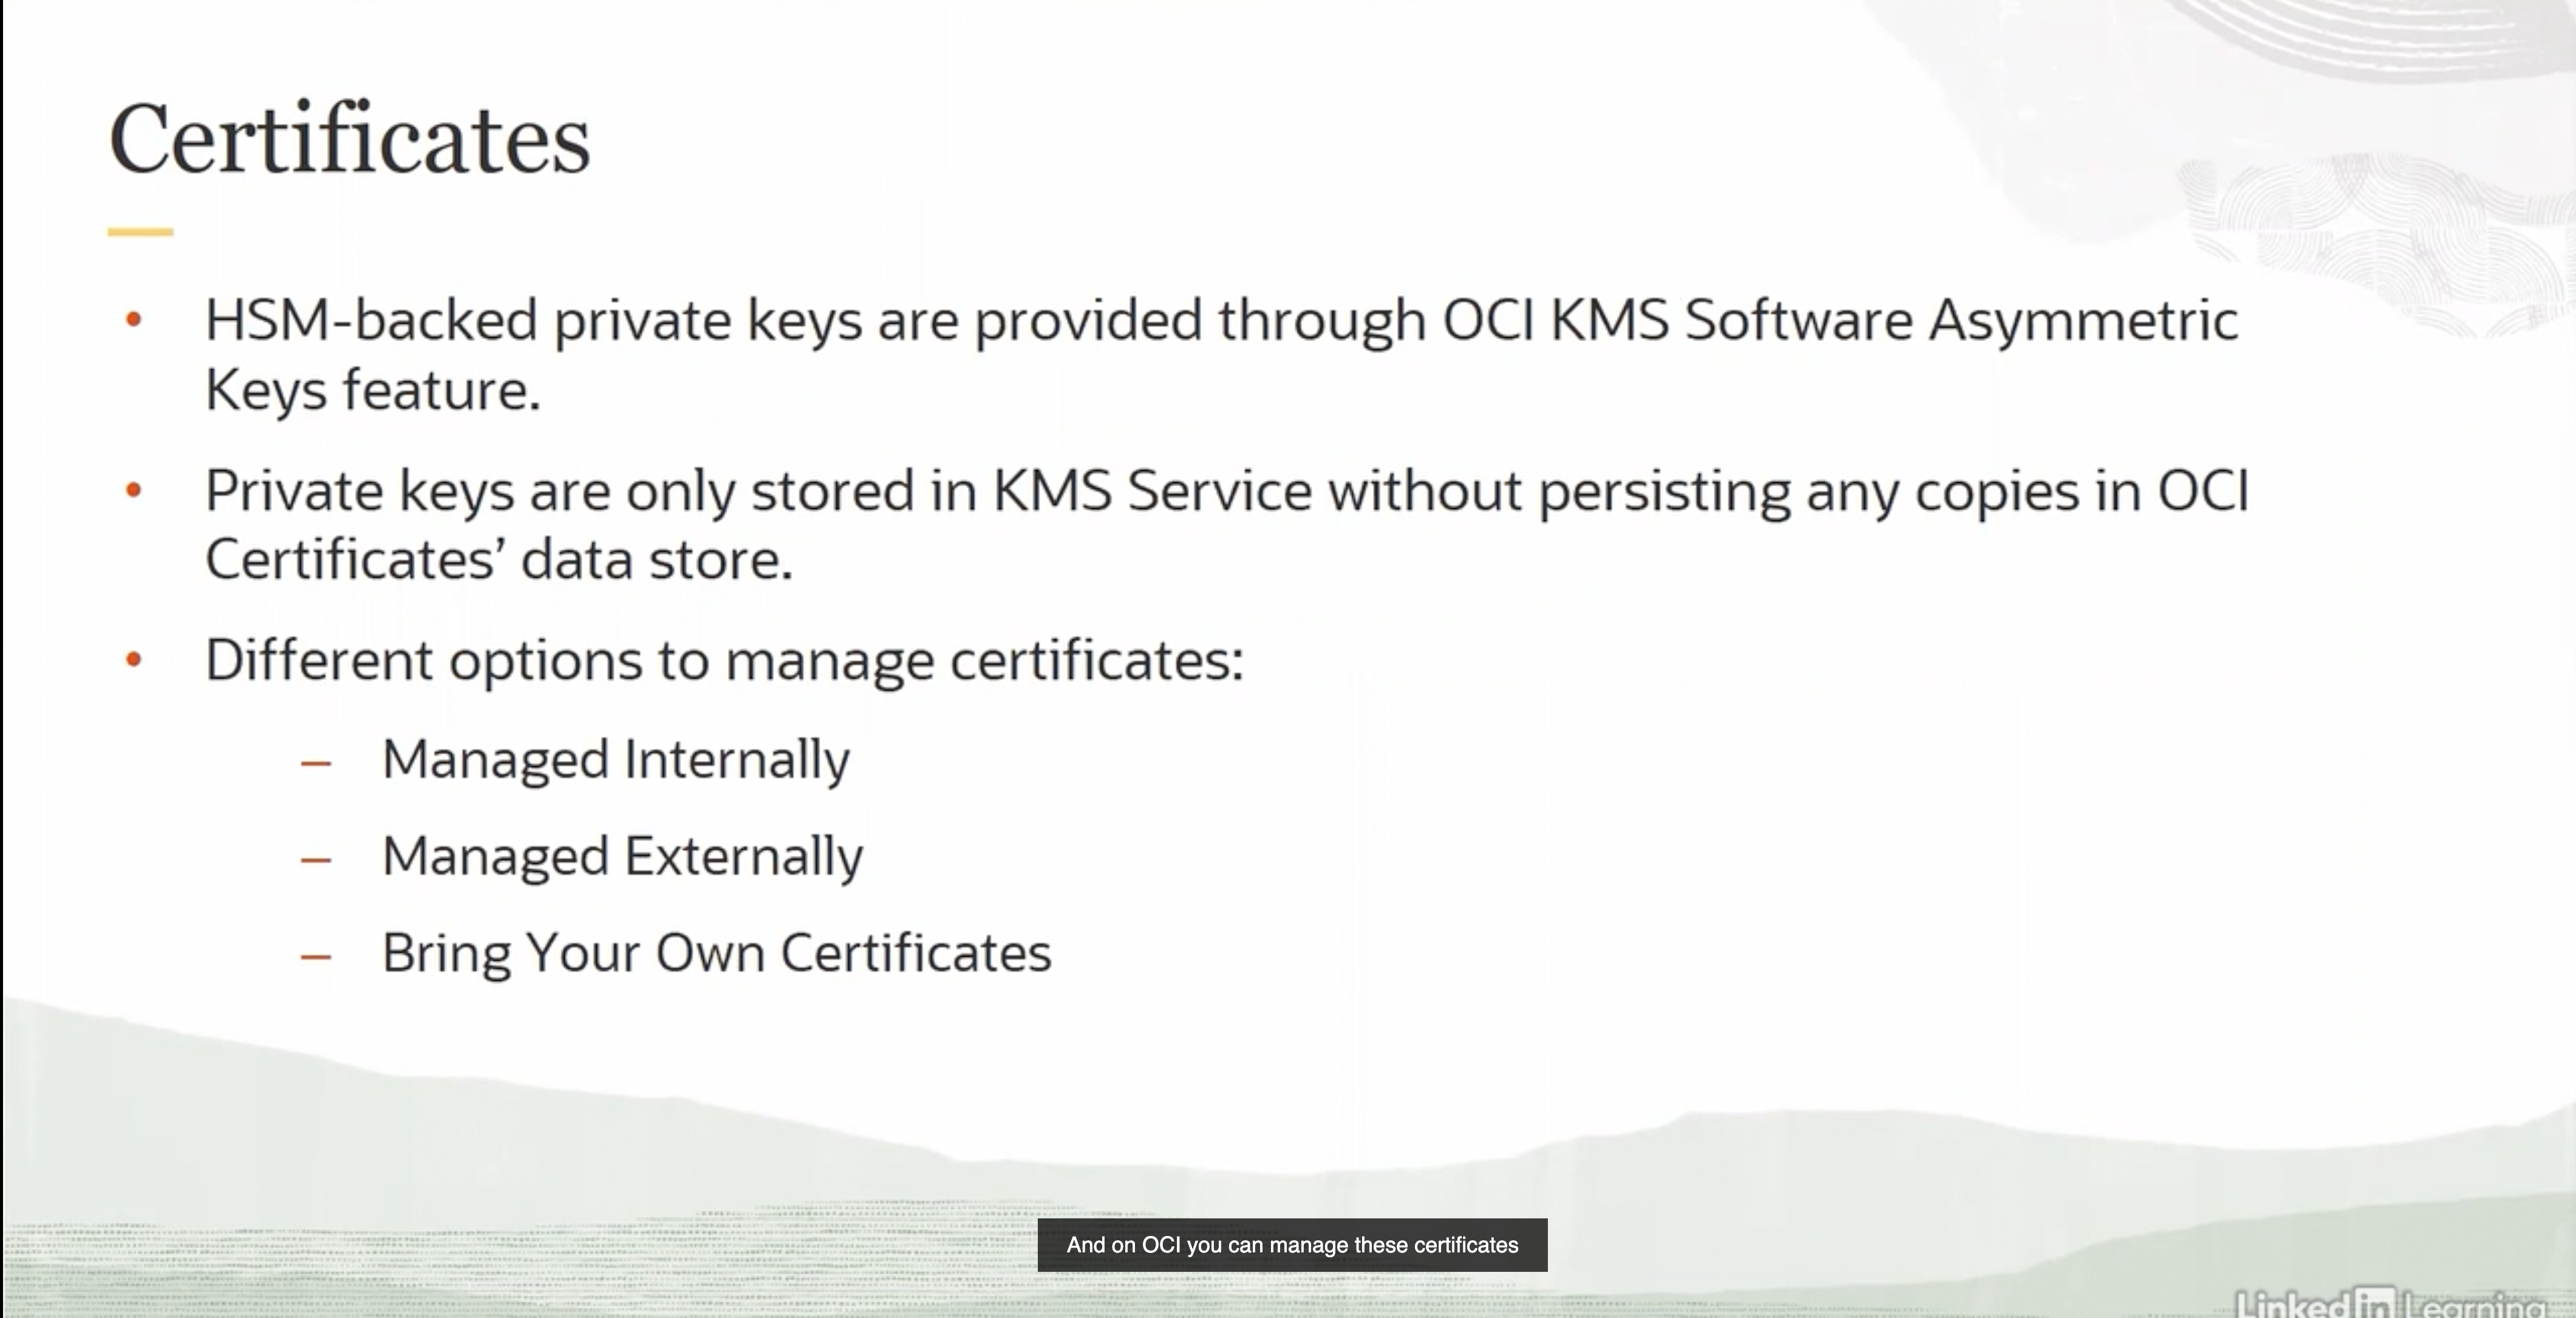 Certificates
• HSM-backed private keys are provided through OCI KMS Software Asymmetric
Keys feature.
• Private keys are only stored in KMS Service without persisting any copies in OCI
Certificates’ data store.
• Different options to manage certificates:
– Managed Internally
– Managed Externally
– Bring Your Own Certificates
And on OCI you can manage these certificates
LinkedIn Learning